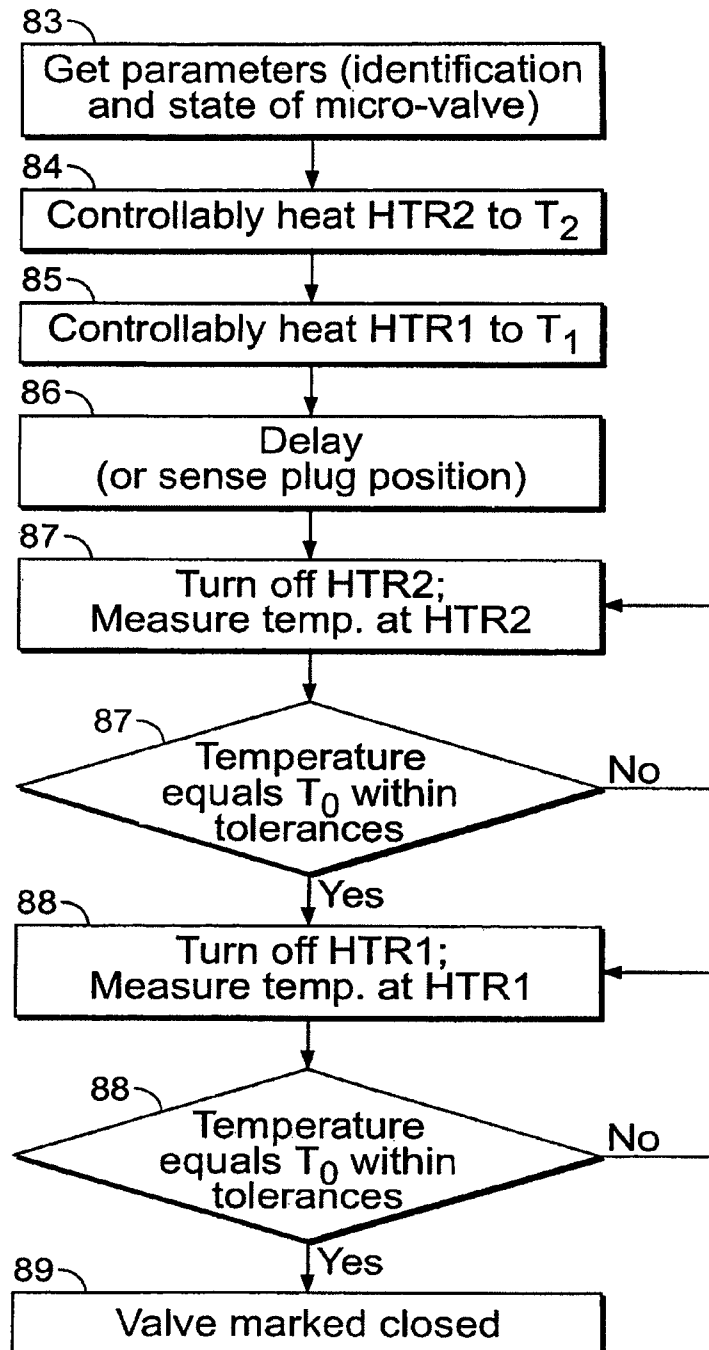 83
Get parameters (identification
and state of micro-valve)
84
Controllably heat HTR2 to T₂
85
Controllably heat HTR1 to T₁
86
Delay
(or sense plug position)
87
Turn off HTR2;
Measure temp. at HTR2
87
Temperature
equals T₀ within
tolerances
No
Yes
88
Turn off HTR1;
Measure temp. at HTR1
88
Temperature
equals T₀ within
tolerances
No
Yes
89
Valve marked closed